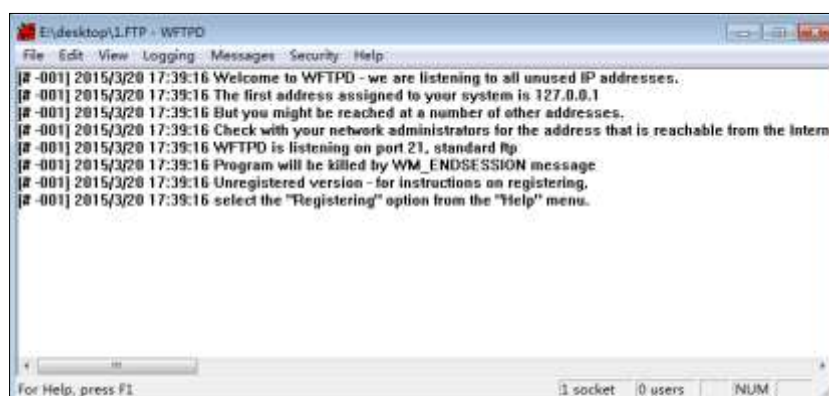 E:\desktop\1.FTP - WFTPD
File Edit View Logging Messages Security Help
[# -001] 2015/3/20 17:39:16 Welcome to WFTPD - we are listening to all unused IP addresses.
[# -001] 2015/3/20 17:39:16 The first address assigned to your system is 127.0.0.1
[# -001] 2015/3/20 17:39:16 But you might be reached at a number of other addresses.
[# -001] 2015/3/20 17:39:16 Check with your network administrators for the address that is reachable from the Intern
[# -001] 2015/3/20 17:39:16 WFTPD is listening on port 21, standard ftp
[# -001] 2015/3/20 17:39:16 Program will be killed by WM_ENDSESSION message
[# -001] 2015/3/20 17:39:16 Unregistered version - for instructions on registering,
[# -001] 2015/3/20 17:39:16 select the "Registering" option from the "Help" menu.
For Help, press F1 1 socket 0 users NUM